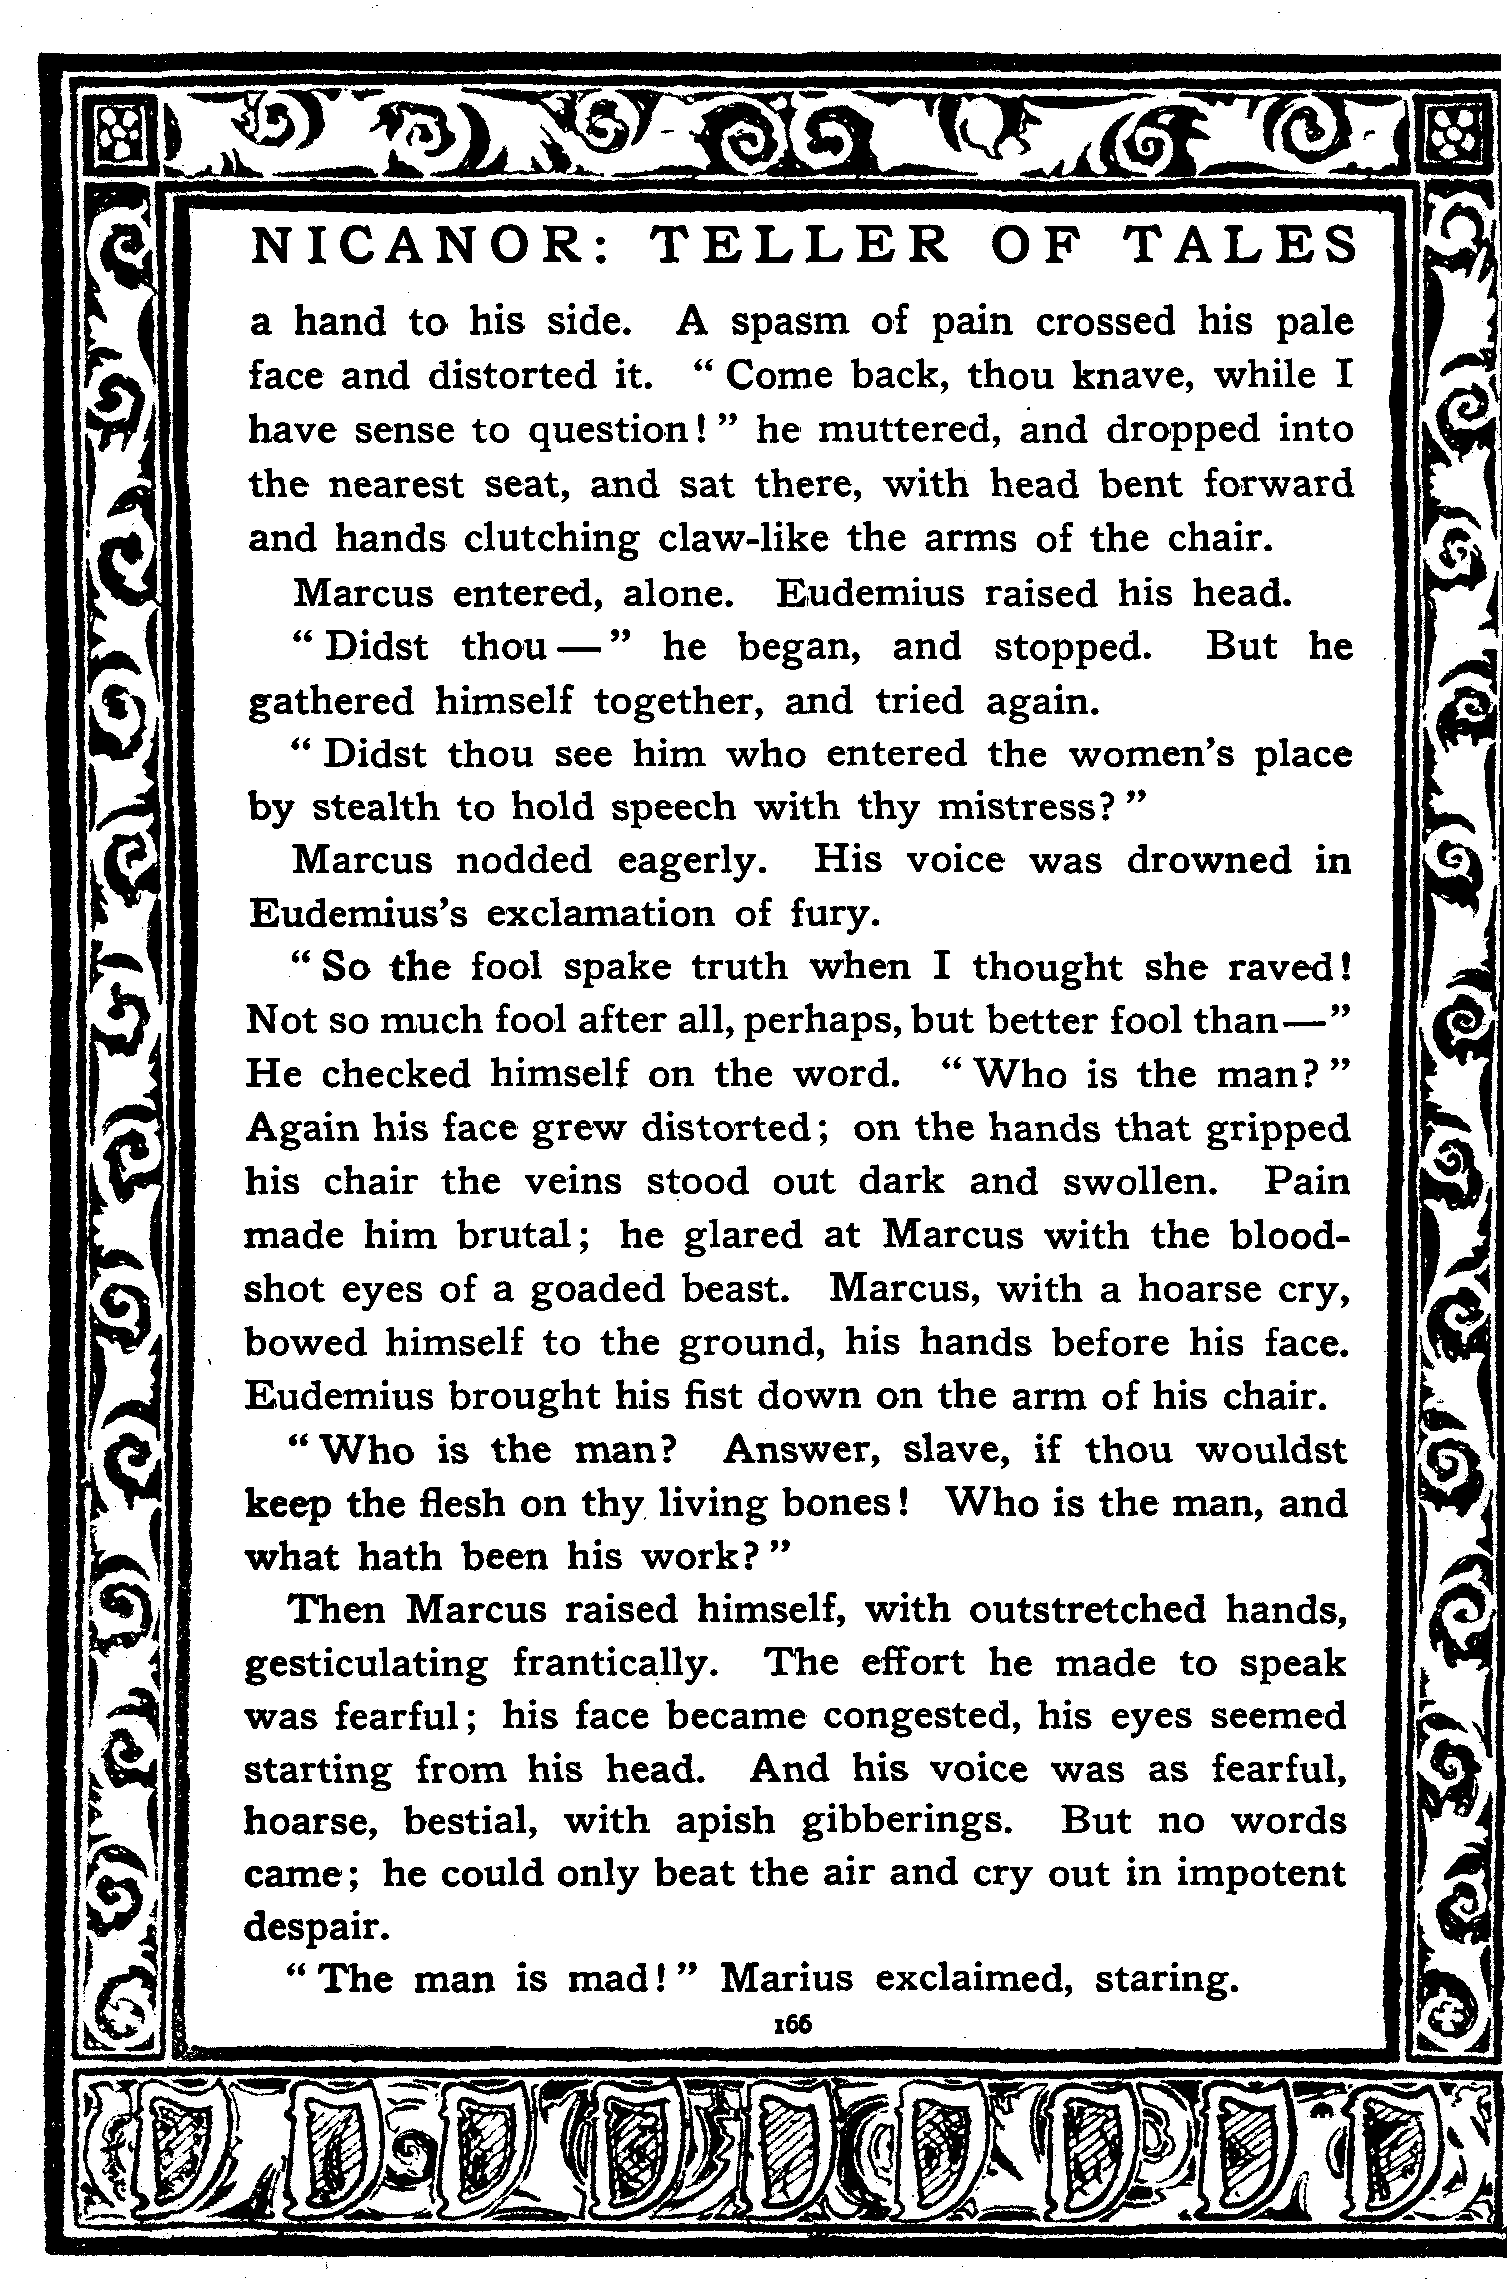 NICANOR: TELLER OF TALES
a hand to his side. A spasm of pain crossed his pale
face and distorted it. “ Come back, thou knave, while I
have sense to question! ” he muttered, and dropped into
the nearest seat, and sat there, with head bent forward
and hands clutching claw-like the arms of the chair.
Marcus entered, alone. Eudemius raised his head.
“ Didst thou — ” he began, and stopped. But he
gathered himself together, and tried again.
“ Didst thou see him who entered the women’s place
by stealth to hold speech with thy mistress? ”
Marcus nodded eagerly. His voice was drowned in
Eudemius’s exclamation of fury.
“ So the fool spake truth when I thought she raved!
Not so much fool after all, perhaps, but better fool than—”
He checked himself on the word. “ Who is the man? ”
Again his face grew distorted; on the hands that gripped
his chair the veins stood out dark and swollen. Pain
made him brutal; he glared at Marcus with the blood-
shot eyes of a goaded beast. Marcus, with a hoarse cry,
bowed himself to the ground, his hands before his face.
Eudemius brought his fist down on the arm of his chair.
“ Who is the man? Answer, slave, if thou wouldst
keep the flesh on thy living bones! Who is the man, and
what hath been his work? ”
Then Marcus raised himself, with outstretched hands,
gesticulating frantically. The effort he made to speak
was fearful; his face became congested, his eyes seemed
starting from his head. And his voice was as fearful,
hoarse, bestial, with apish gibberings. But no words
came; he could only beat the air and cry out in impotent
despair.
“ The man is mad! ” Marius exclaimed, staring.
166